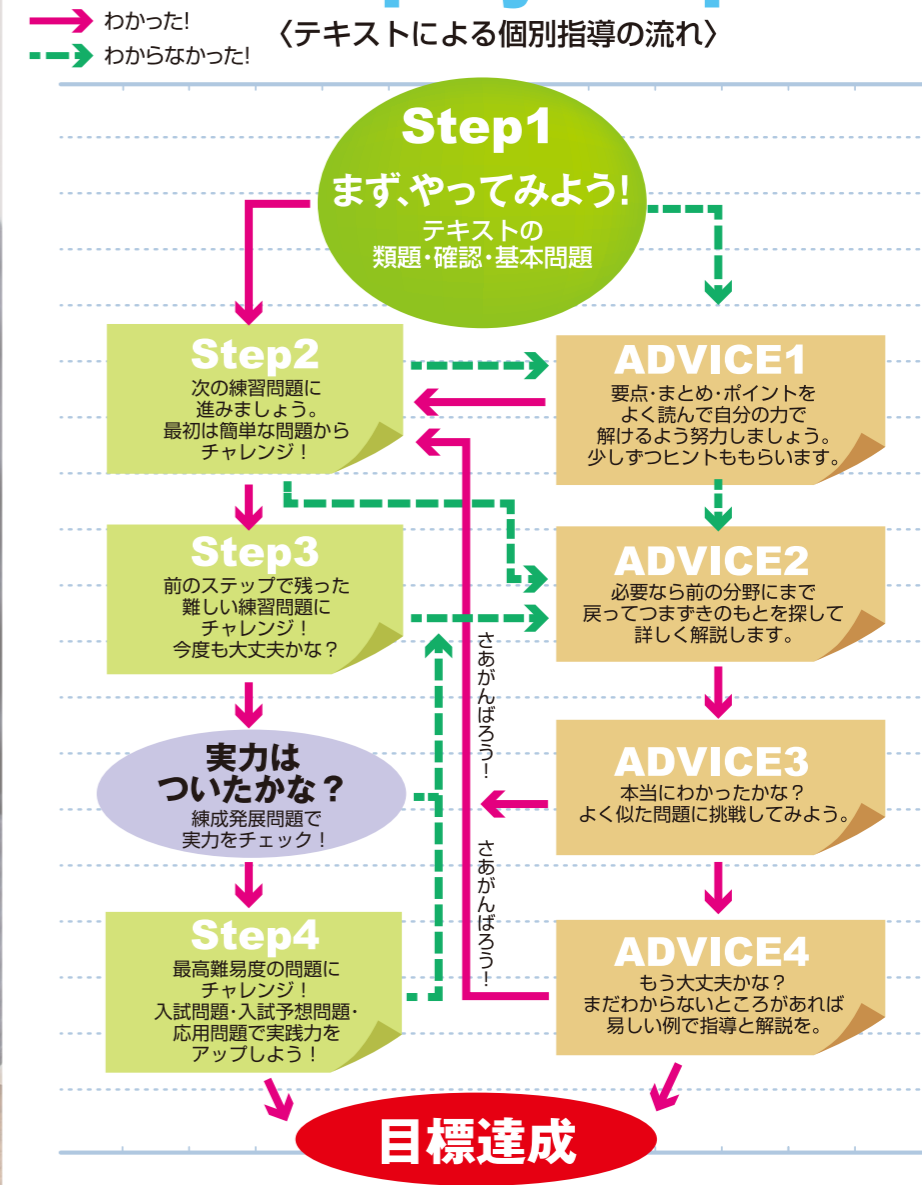 わかった!
わからなかった!
〈テキストによる個別指導の流れ〉
Step1
まず、やってみよう!
テキストの
類題・確認・基本問題
Step2
次の練習問題に
進みましょう。
最初は簡単な問題から
チャレンジ！
ADVICE1
要点・まとめ・ポイントを
よく読んで自分の力で
解けるよう努力しましょう。
少しずつヒントももらいます。
Step3
前のステップで残った
難しい練習問題に
チャレンジ！
今度も大丈夫かな？
ADVICE2
必要なら前の分野にまで
戻ってつまずきのもとを探して
詳しく解説します。
さあがんばろう！
実力は
ついたかな？
練成発展問題で
実力をチェック！
ADVICE3
本当にわかったかな？
よく似た問題に挑戦してみよう。
さあがんばろう！
Step4
最高難易度の問題に
チャレンジ！
入試問題・入試予想問題・
応用問題で実践力を
アップしよう！
ADVICE4
もう大丈夫かな？
まだわからないところがあれば
易しい例で指導と解説を。
目標達成